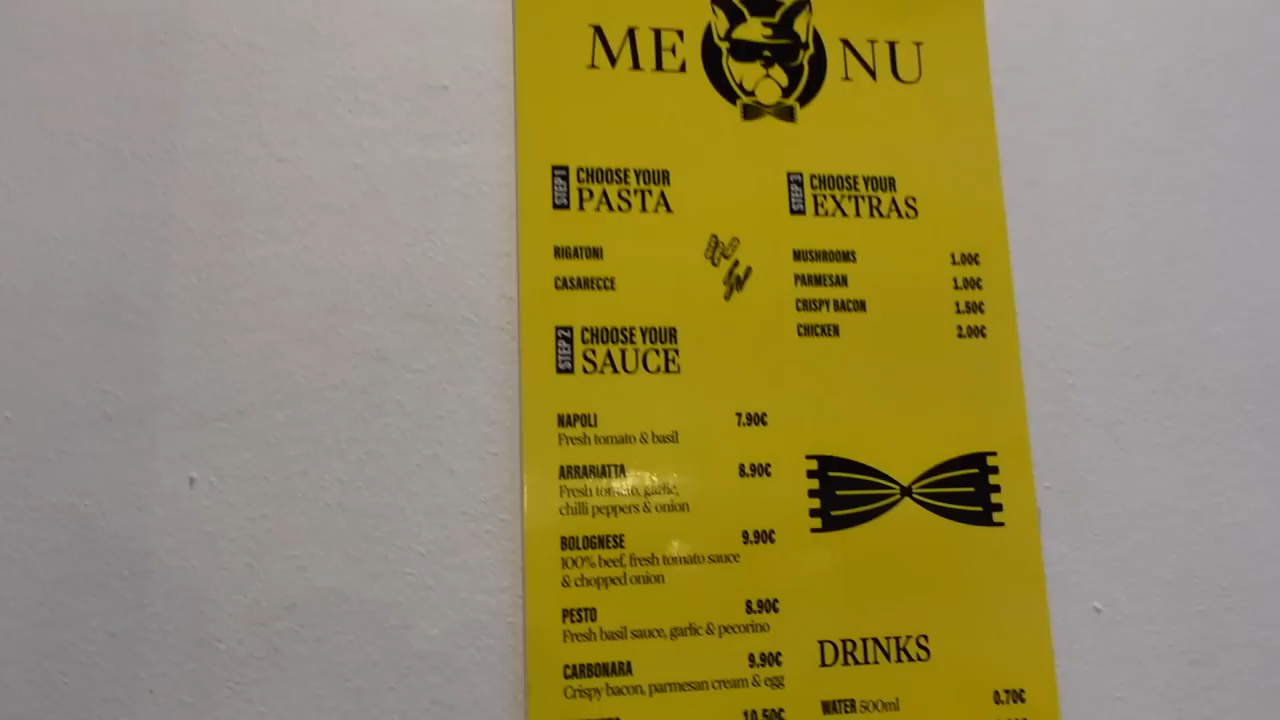 MENU
STEP 1 CHOOSE YOUR
PASTA
RIGATONI
CASARECCE
STEP 2 CHOOSE YOUR
SAUCE
NAPOLI 7.90€
Fresh tomato & basil
ARRABIATTA 8.90€
Fresh tomato, garlic,
chilli peppers & onion
BOLOGNESE 9.90€
100% beef, fresh tomato sauce
& chopped onion
PESTO 8.90€
Fresh basil sauce, garlic & pecorino
CARBONARA 9.90€
Crispy bacon, parmesan cream & egg
10.50€
STEP 3 CHOOSE YOUR
EXTRAS
MUSHROOMS 1.00€
PARMESAN 1.00€
CRISPY BACON 1.50€
CHICKEN 2.00€
DRINKS
WATER 500ml 0.70€